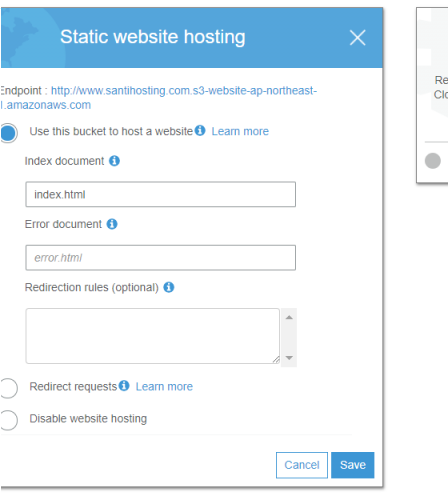 Static website hosting
Endpoint : http://www.santihosting.com.s3-website-ap-northeast-
1.amazonaws.com
Use this bucket to host a website Learn more
Index document
index.html
Error document
error.html
Redirection rules (optional)
Redirect requests Learn more
Disable website hosting
Cancel Save
Re
Clo